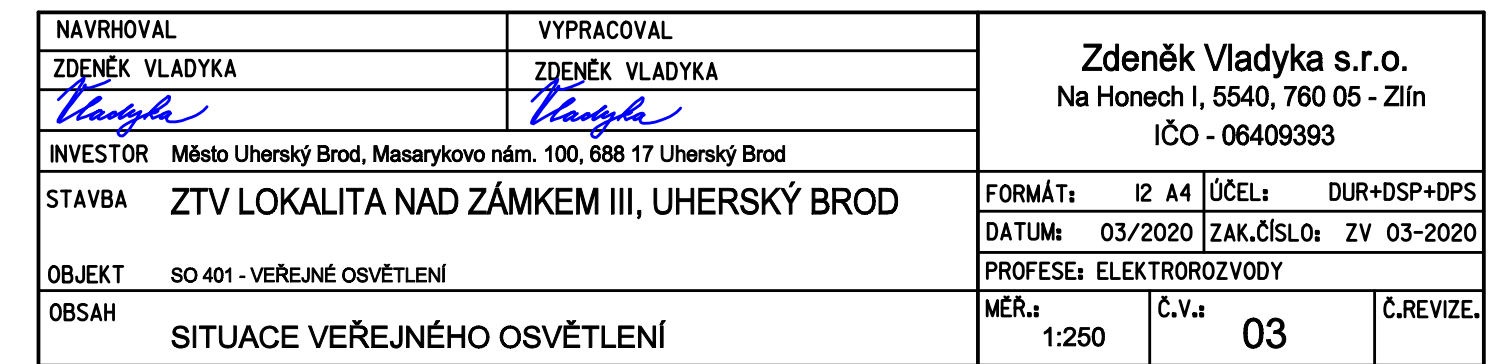 NAVRHOVAL
VYPRACOVAL
ZDENĚK VLADYKA
ZDENĚK VLADYKA
Vladyka
Vladyka
INVESTOR Město Uherský Brod, Masarykovo nám. 100, 688 17 Uherský Brod
STAVBA ZTV LOKALITA NAD ZÁMKEM III, UHERSKÝ BROD
OBJEKT SO 401 - VEŘEJNÉ OSVĚTLENÍ
OBSAH
SITUACE VEŘEJNÉHO OSVĚTLENÍ
Zdeněk Vladyka s.r.o.
Na Honech I, 5540, 760 05 - Zlín
IČO - 06409393
FORMÁT: 12 A4 ÚČEL: DUR+DSP+DPS
DATUM: 03/2020 ZAK.ČÍSLO: ZV 03-2020
PROFESE: ELEKTROROZVODY
MĚŘ.: Č.V.: Č.REVIZE.
1:250 03